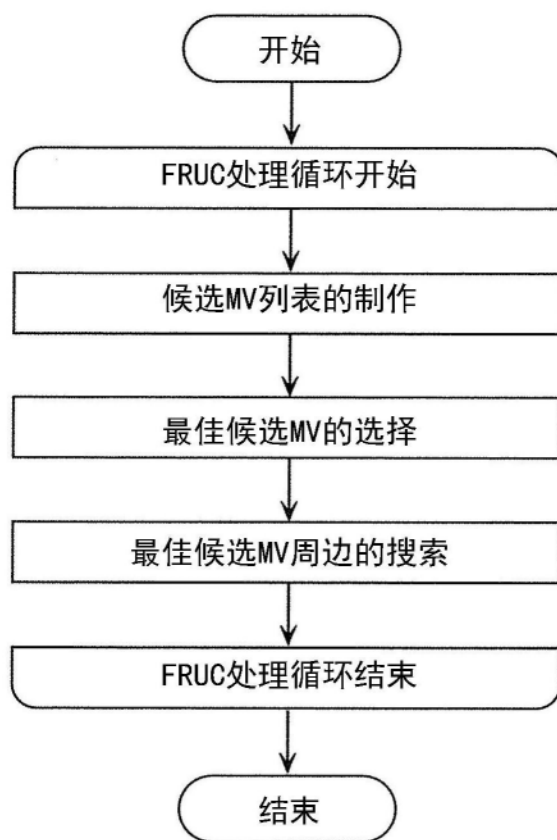 开始
FRUC处理循环开始
候选MV列表的制作
最佳候选MV的选择
最佳候选MV周边的搜索
FRUC处理循环结束
结束